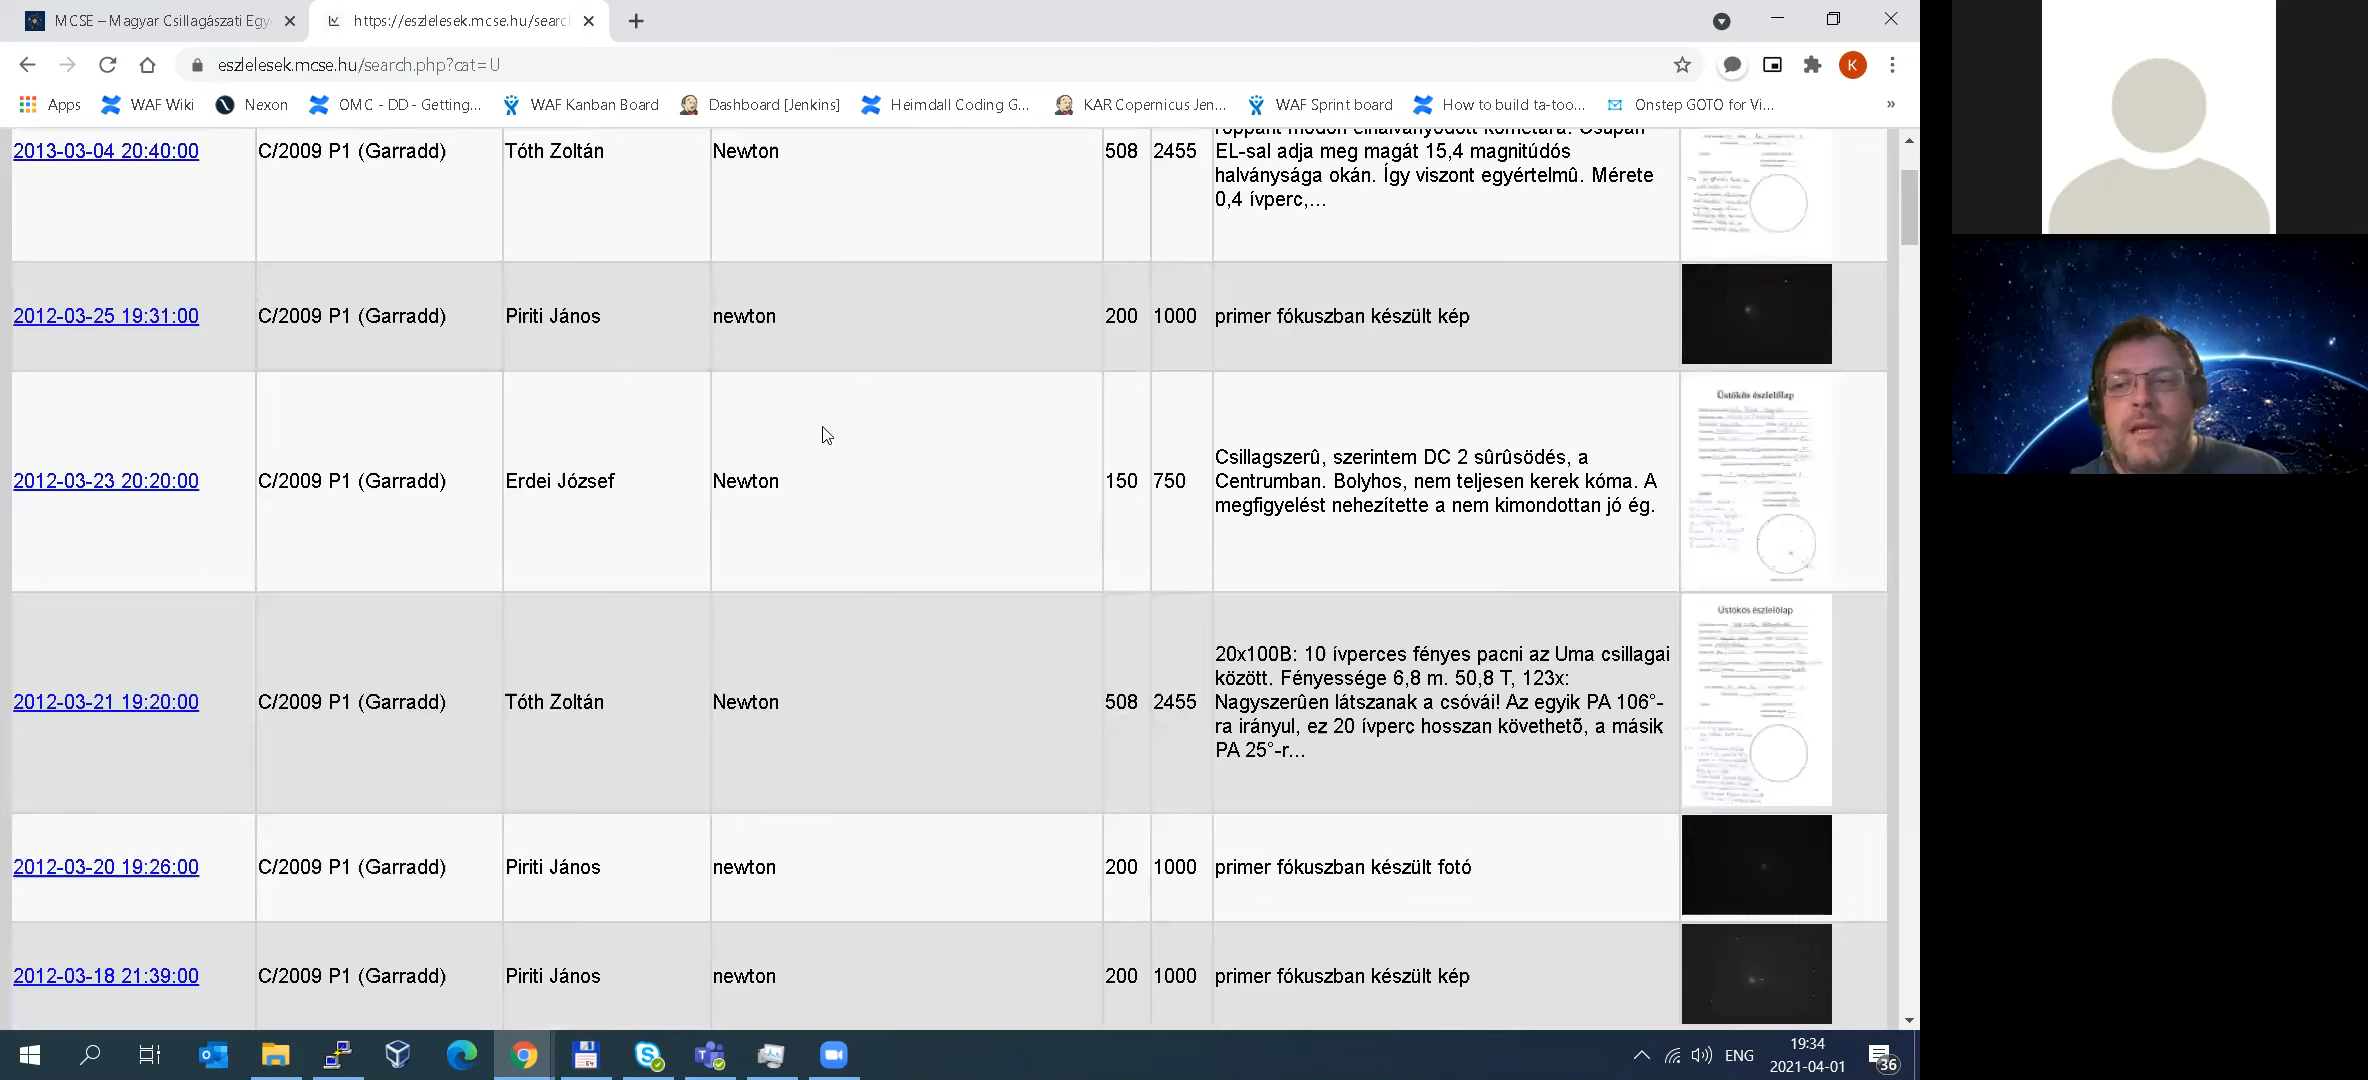 MCSE – Magyar Csillagászati Egy
https://eszlelesek.mcse.hu/searc
eszlelesek.mcse.hu/search.php?cat=U
K
Apps
WAF Wiki
Nexon
OMC - DD - Getting...
WAF Kanban Board
Dashboard [Jenkins]
Heimdall Coding G...
KAR Copernicus Jen...
WAF Sprint board
How to build ta-too...
Onstep GOTO for Vi...
»
2013-03-04 20:40:00 C/2009 P1 (Garradd) Tóth Zoltán Newton 508 2455
roppant módon elhalványodott kométára. Csupán
EL-sal adja meg magát 15,4 magnitúdós
halványsága okán. Így viszont egyértelmû. Mérete
0,4 ívperc,...
2012-03-25 19:31:00 C/2009 P1 (Garradd) Piriti János newton 200 1000 primer fókuszban készült kép
2012-03-23 20:20:00 C/2009 P1 (Garradd) Erdei József Newton 150 750
Csillagszerû, szerintem DC 2 sûrûsödés, a
Centrumban. Bolyhos, nem teljesen kerek kóma. A
megfigyelést nehezítette a nem kimondottan jó ég.
Üstökös észlelőlap
2012-03-21 19:20:00 C/2009 P1 (Garradd) Tóth Zoltán Newton 508 2455
20x100B: 10 ívperces fényes pacni az Uma csillagai
között. Fényessége 6,8 m. 50,8 T, 123x:
Nagyszerûen látszanak a csóvái! Az egyik PA 106°-
ra irányul, ez 20 ívperc hosszan követhetõ, a másik
PA 25°-r...
Üstökös észlelőlap
2012-03-20 19:26:00 C/2009 P1 (Garradd) Piriti János newton 200 1000 primer fókuszban készült fotó
2012-03-18 21:39:00 C/2009 P1 (Garradd) Piriti János newton 200 1000 primer fókuszban készült kép
ENG
19:34
2021-04-01
36